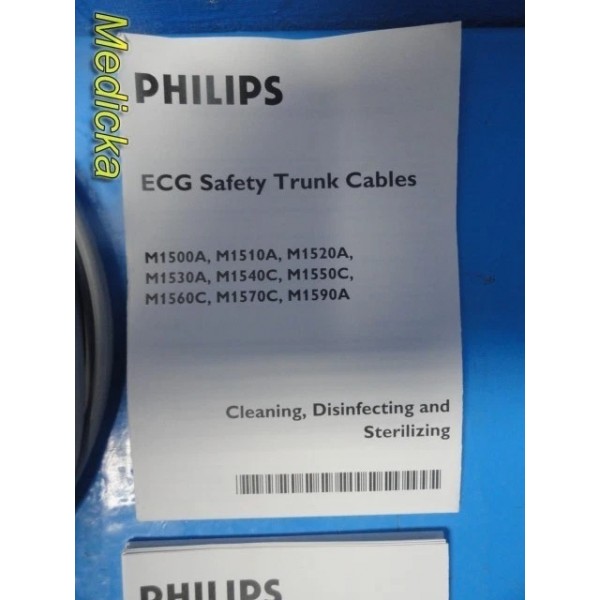 Medicka
PHILIPS
ECG Safety Trunk Cables
M1500A, M1510A, M1520A,
M1530A, M1540C, M1550C,
M1560C, M1570C, M1590A
Cleaning, Disinfecting and
Sterilizing
PHILIPS